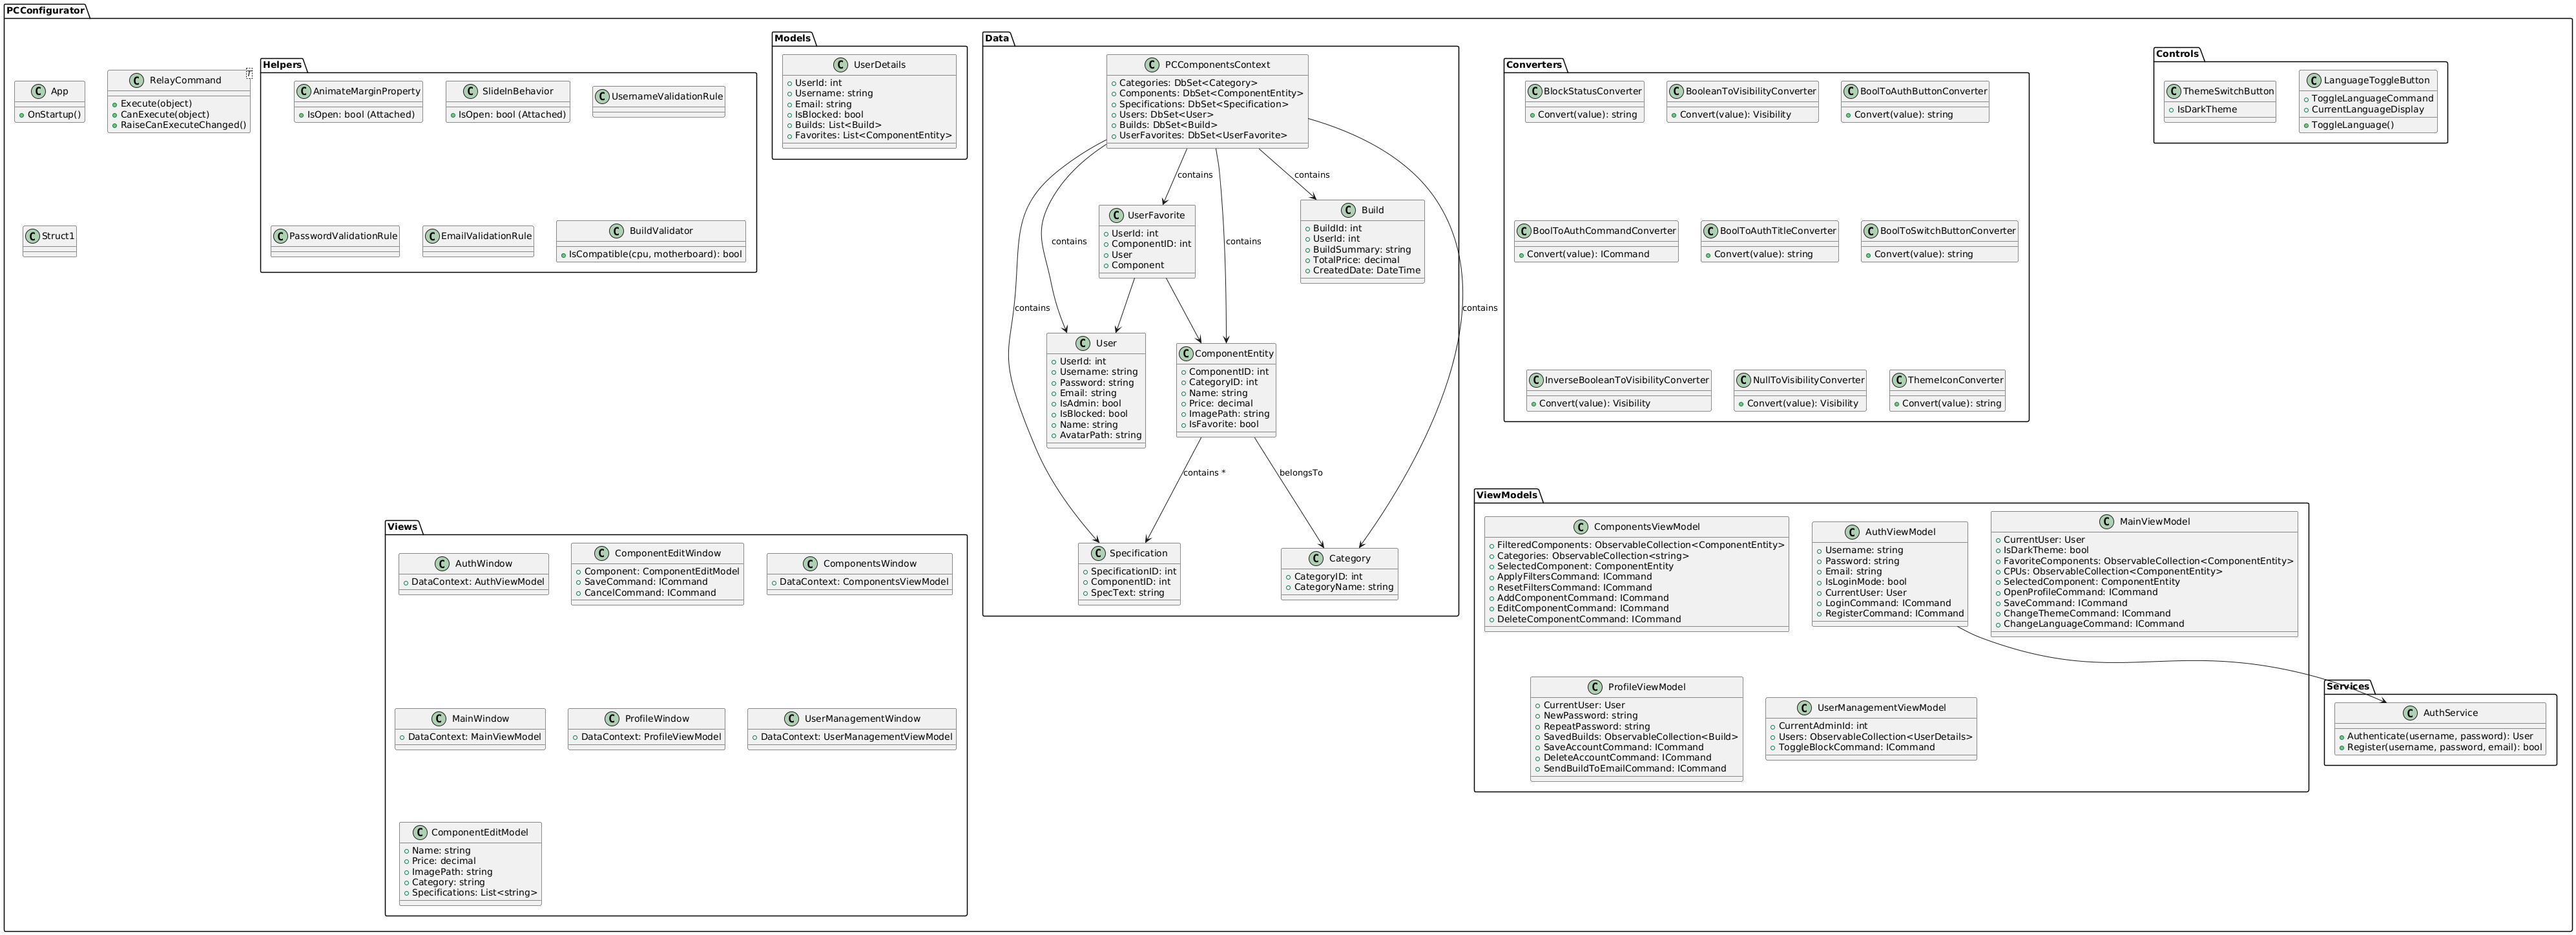 PCConfigurator
C App
OnStartup()
C RelayCommand
T
Execute(object)
CanExecute(object)
RaiseCanExecuteChanged()
C Struct1
Helpers
C AnimateMarginProperty
IsOpen: bool (Attached)
C SlideInBehavior
IsOpen: bool (Attached)
C UsernameValidationRule
C PasswordValidationRule
C EmailValidationRule
C BuildValidator
IsCompatible(cpu, motherboard): bool
Models
C UserDetails
UserId: int
Username: string
Email: string
IsBlocked: bool
Builds: List<Build>
Favorites: List<ComponentEntity>
Data
C PCComponentsContext
Categories: DbSet<Category>
Components: DbSet<ComponentEntity>
Specifications: DbSet<Specification>
Users: DbSet<User>
Builds: DbSet<Build>
UserFavorites: DbSet<UserFavorite>
contains
contains
contains
contains
contains
contains
C UserFavorite
UserId: int
ComponentID: int
User
Component
C Build
BuildId: int
UserId: int
BuildSummary: string
TotalPrice: decimal
CreatedDate: DateTime
C User
UserId: int
Username: string
Password: string
Email: string
IsAdmin: bool
IsBlocked: bool
Name: string
AvatarPath: string
C ComponentEntity
ComponentID: int
CategoryID: int
Name: string
Price: decimal
ImagePath: string
IsFavorite: bool
contains *
belongsTo
C Specification
SpecificationID: int
ComponentID: int
SpecText: string
C Category
CategoryID: int
CategoryName: string
Converters
C BlockStatusConverter
Convert(value): string
C BooleanToVisibilityConverter
Convert(value): Visibility
C BoolToAuthButtonConverter
Convert(value): string
C BoolToAuthCommandConverter
Convert(value): ICommand
C BoolToAuthTitleConverter
Convert(value): string
C BoolToSwitchButtonConverter
Convert(value): string
C InverseBooleanToVisibilityConverter
Convert(value): Visibility
C NullToVisibilityConverter
Convert(value): Visibility
C ThemeIconConverter
Convert(value): string
Controls
C ThemeSwitchButton
IsDarkTheme
C LanguageToggleButton
ToggleLanguageCommand
CurrentLanguageDisplay
ToggleLanguage()
Views
C AuthWindow
DataContext: AuthViewModel
C ComponentEditWindow
Component: ComponentEditModel
SaveCommand: ICommand
CancelCommand: ICommand
C ComponentsWindow
DataContext: ComponentsViewModel
C MainWindow
DataContext: MainViewModel
C ProfileWindow
DataContext: ProfileViewModel
C UserManagementWindow
DataContext: UserManagementViewModel
C ComponentEditModel
Name: string
Price: decimal
ImagePath: string
Category: string
Specifications: List<string>
ViewModels
C ComponentsViewModel
FilteredComponents: ObservableCollection<ComponentEntity>
Categories: ObservableCollection<string>
SelectedComponent: ComponentEntity
ApplyFiltersCommand: ICommand
ResetFiltersCommand: ICommand
AddComponentCommand: ICommand
EditComponentCommand: ICommand
DeleteComponentCommand: ICommand
C AuthViewModel
Username: string
Password: string
Email: string
IsLoginMode: bool
CurrentUser: User
LoginCommand: ICommand
RegisterCommand: ICommand
C MainViewModel
CurrentUser: User
IsDarkTheme: bool
FavoriteComponents: ObservableCollection<ComponentEntity>
CPUs: ObservableCollection<ComponentEntity>
SelectedComponent: ComponentEntity
OpenProfileCommand: ICommand
SaveCommand: ICommand
ChangeThemeCommand: ICommand
ChangeLanguageCommand: ICommand
C ProfileViewModel
CurrentUser: User
NewPassword: string
RepeatPassword: string
SavedBuilds: ObservableCollection<Build>
SaveAccountCommand: ICommand
DeleteAccountCommand: ICommand
SendBuildToEmailCommand: ICommand
C UserManagementViewModel
CurrentAdminId: int
Users: ObservableCollection<UserDetails>
ToggleBlockCommand: ICommand
Services
C AuthService
Authenticate(username, password): User
Register(username, password, email): bool